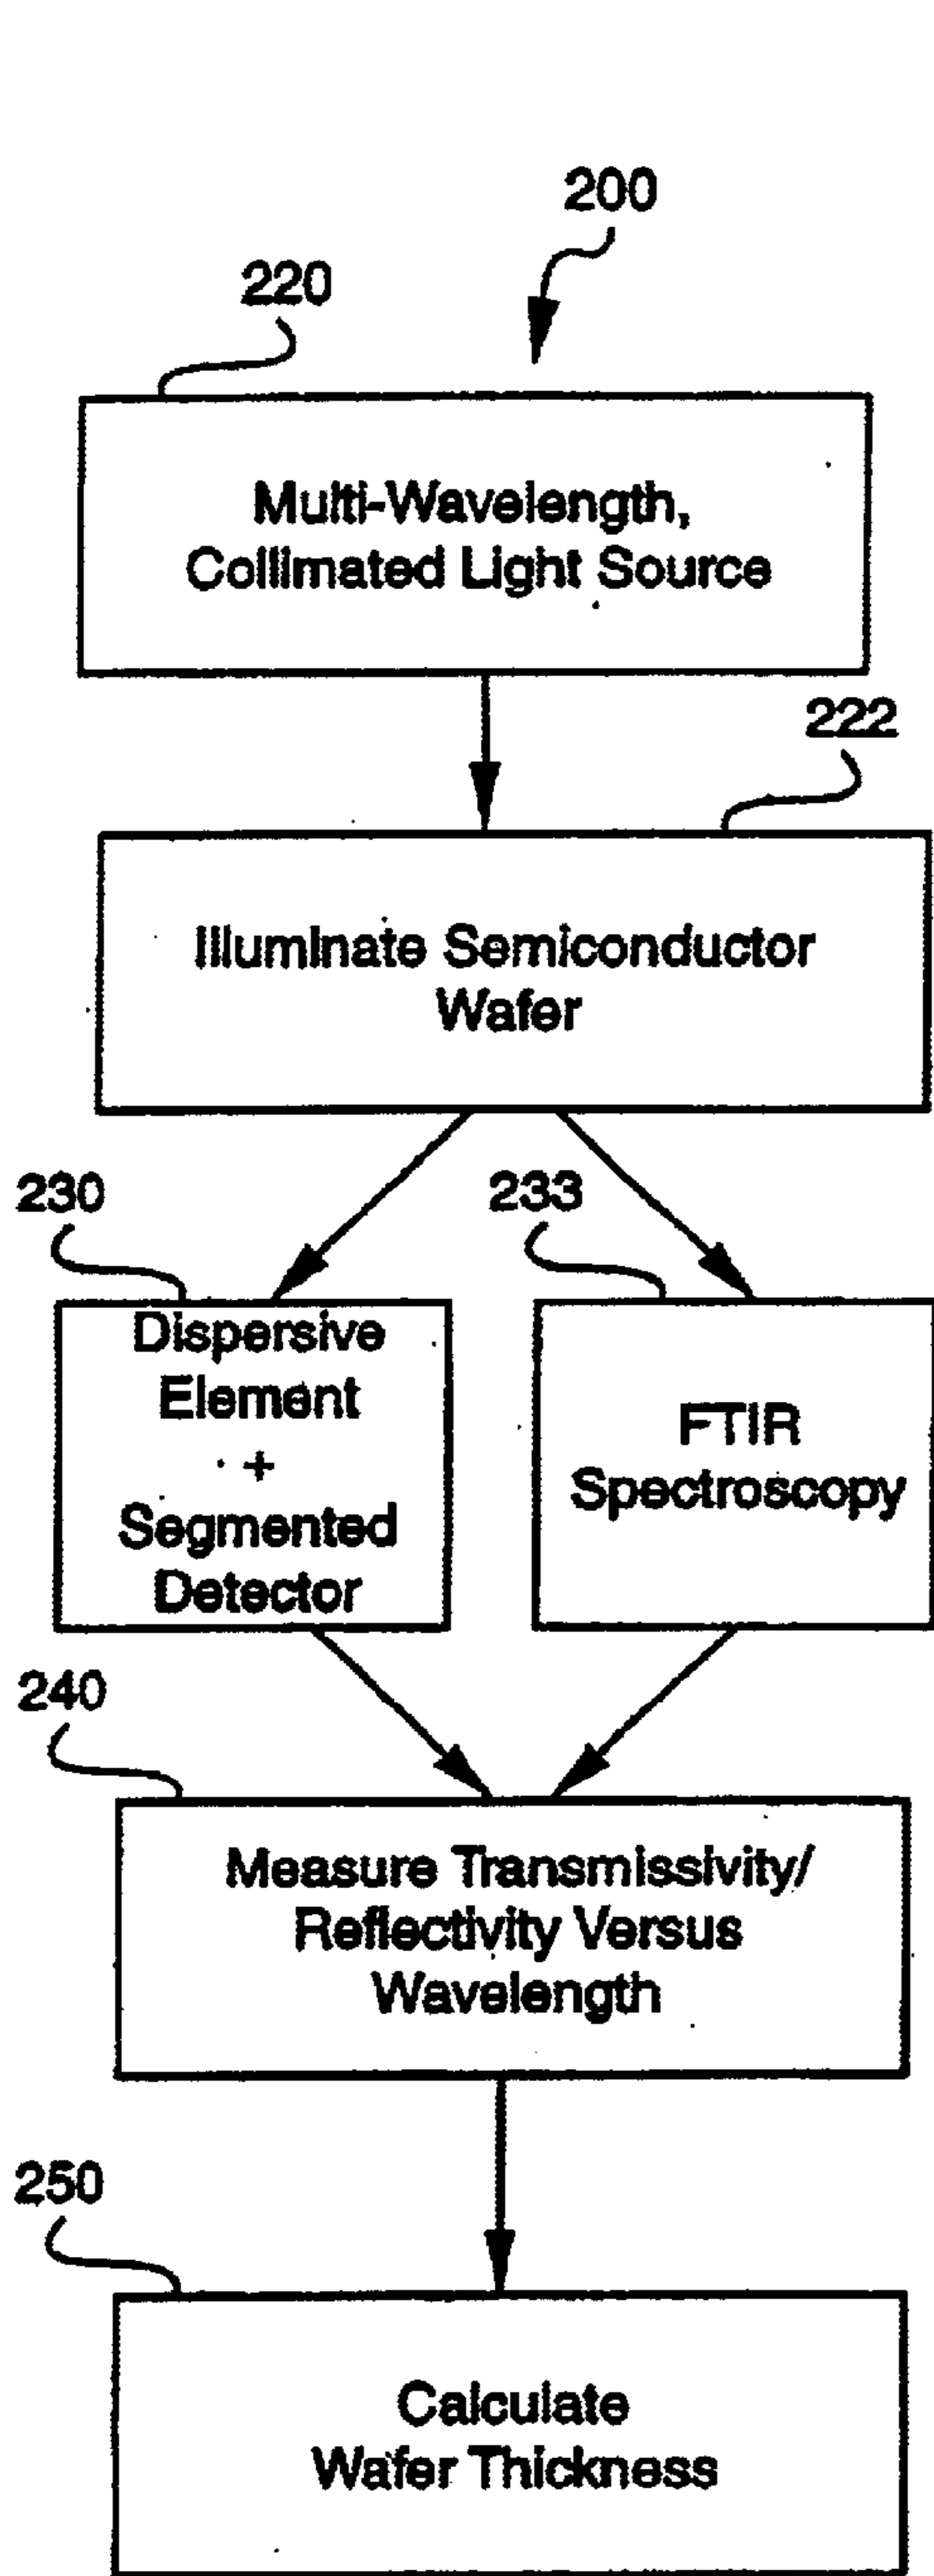 200
220
Multi-Wavelength,
Collimated Light Source
222
Illuminate Semiconductor
Wafer
230
233
Dispersive
Element
+
Segmented
Detector
FTIR
Spectroscopy
240
Measure Transmissivity/
Reflectivity Versus
Wavelength
250
Calculate
Wafer Thickness